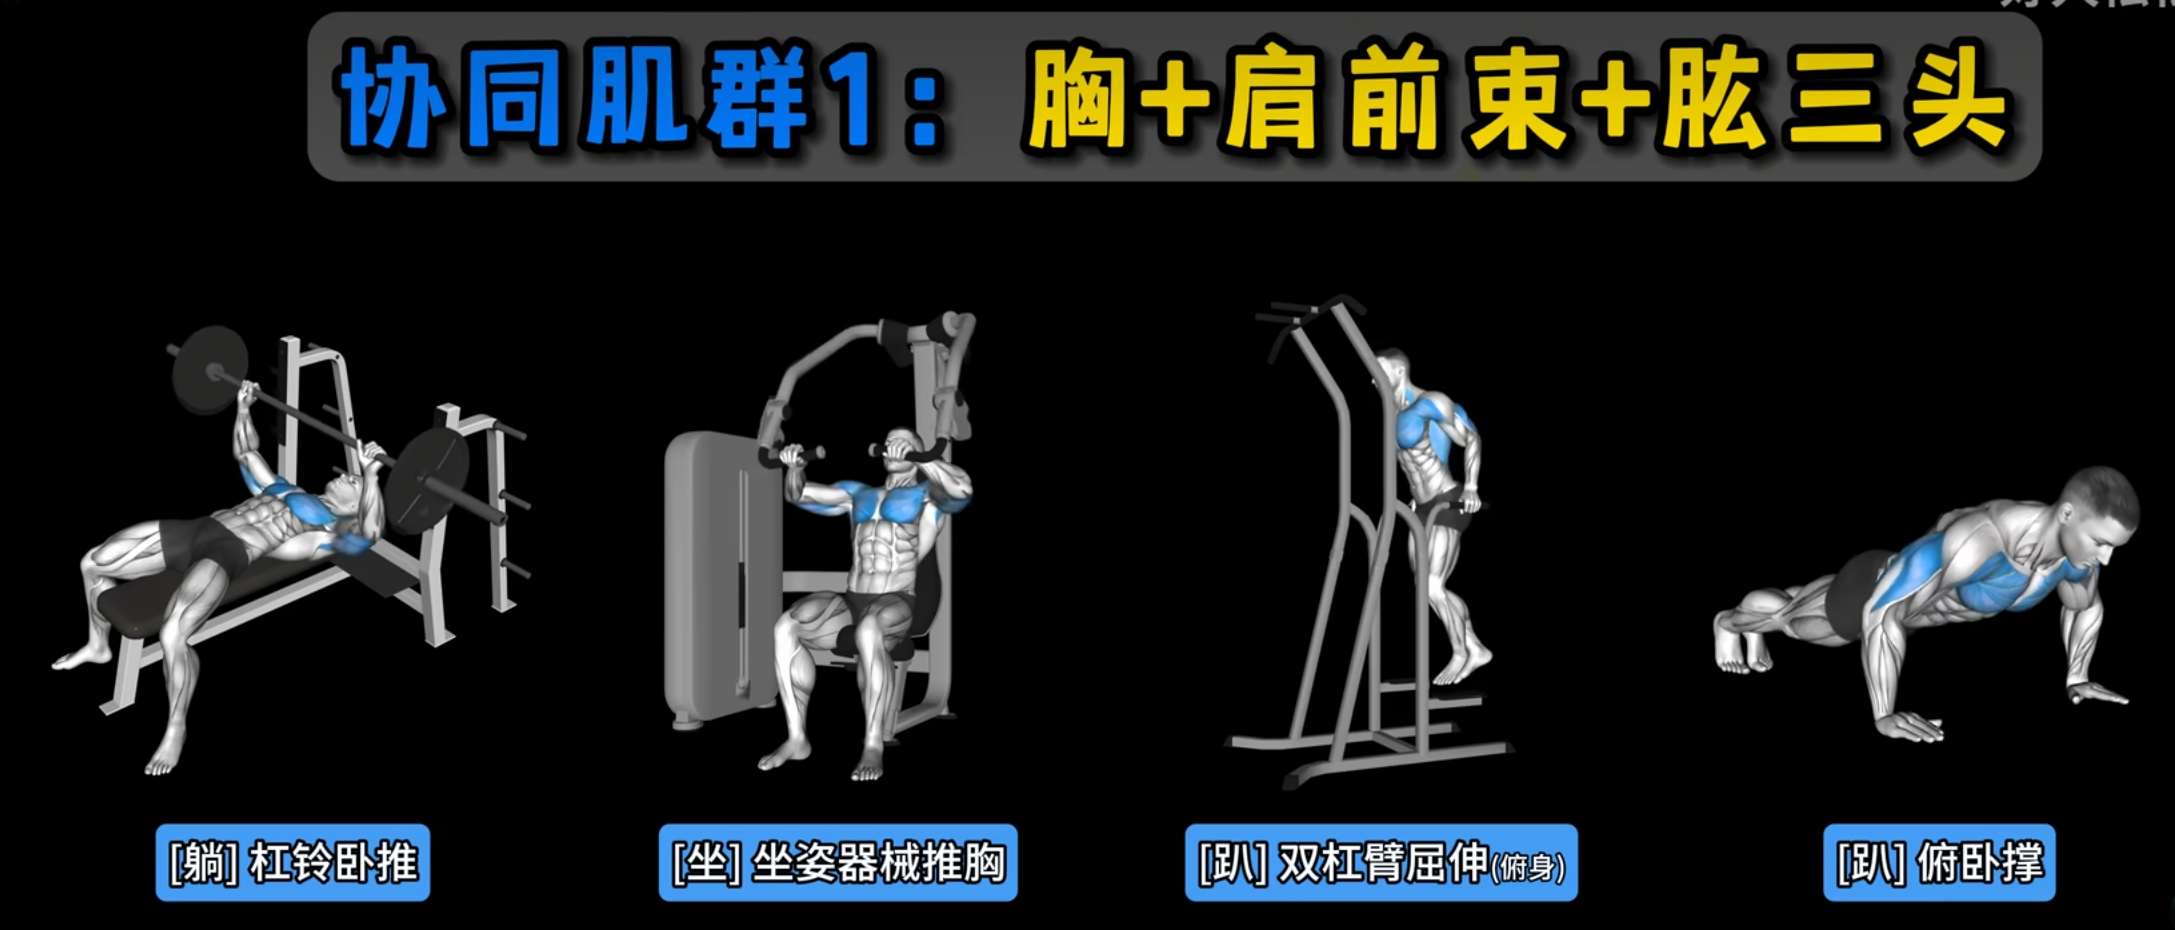 协同肌群1：胸+肩前束+肱三头
[躺] 杠铃卧推
[坐] 坐姿器械推胸
[趴] 双杠臂屈伸(俯身)
[趴] 俯卧撑